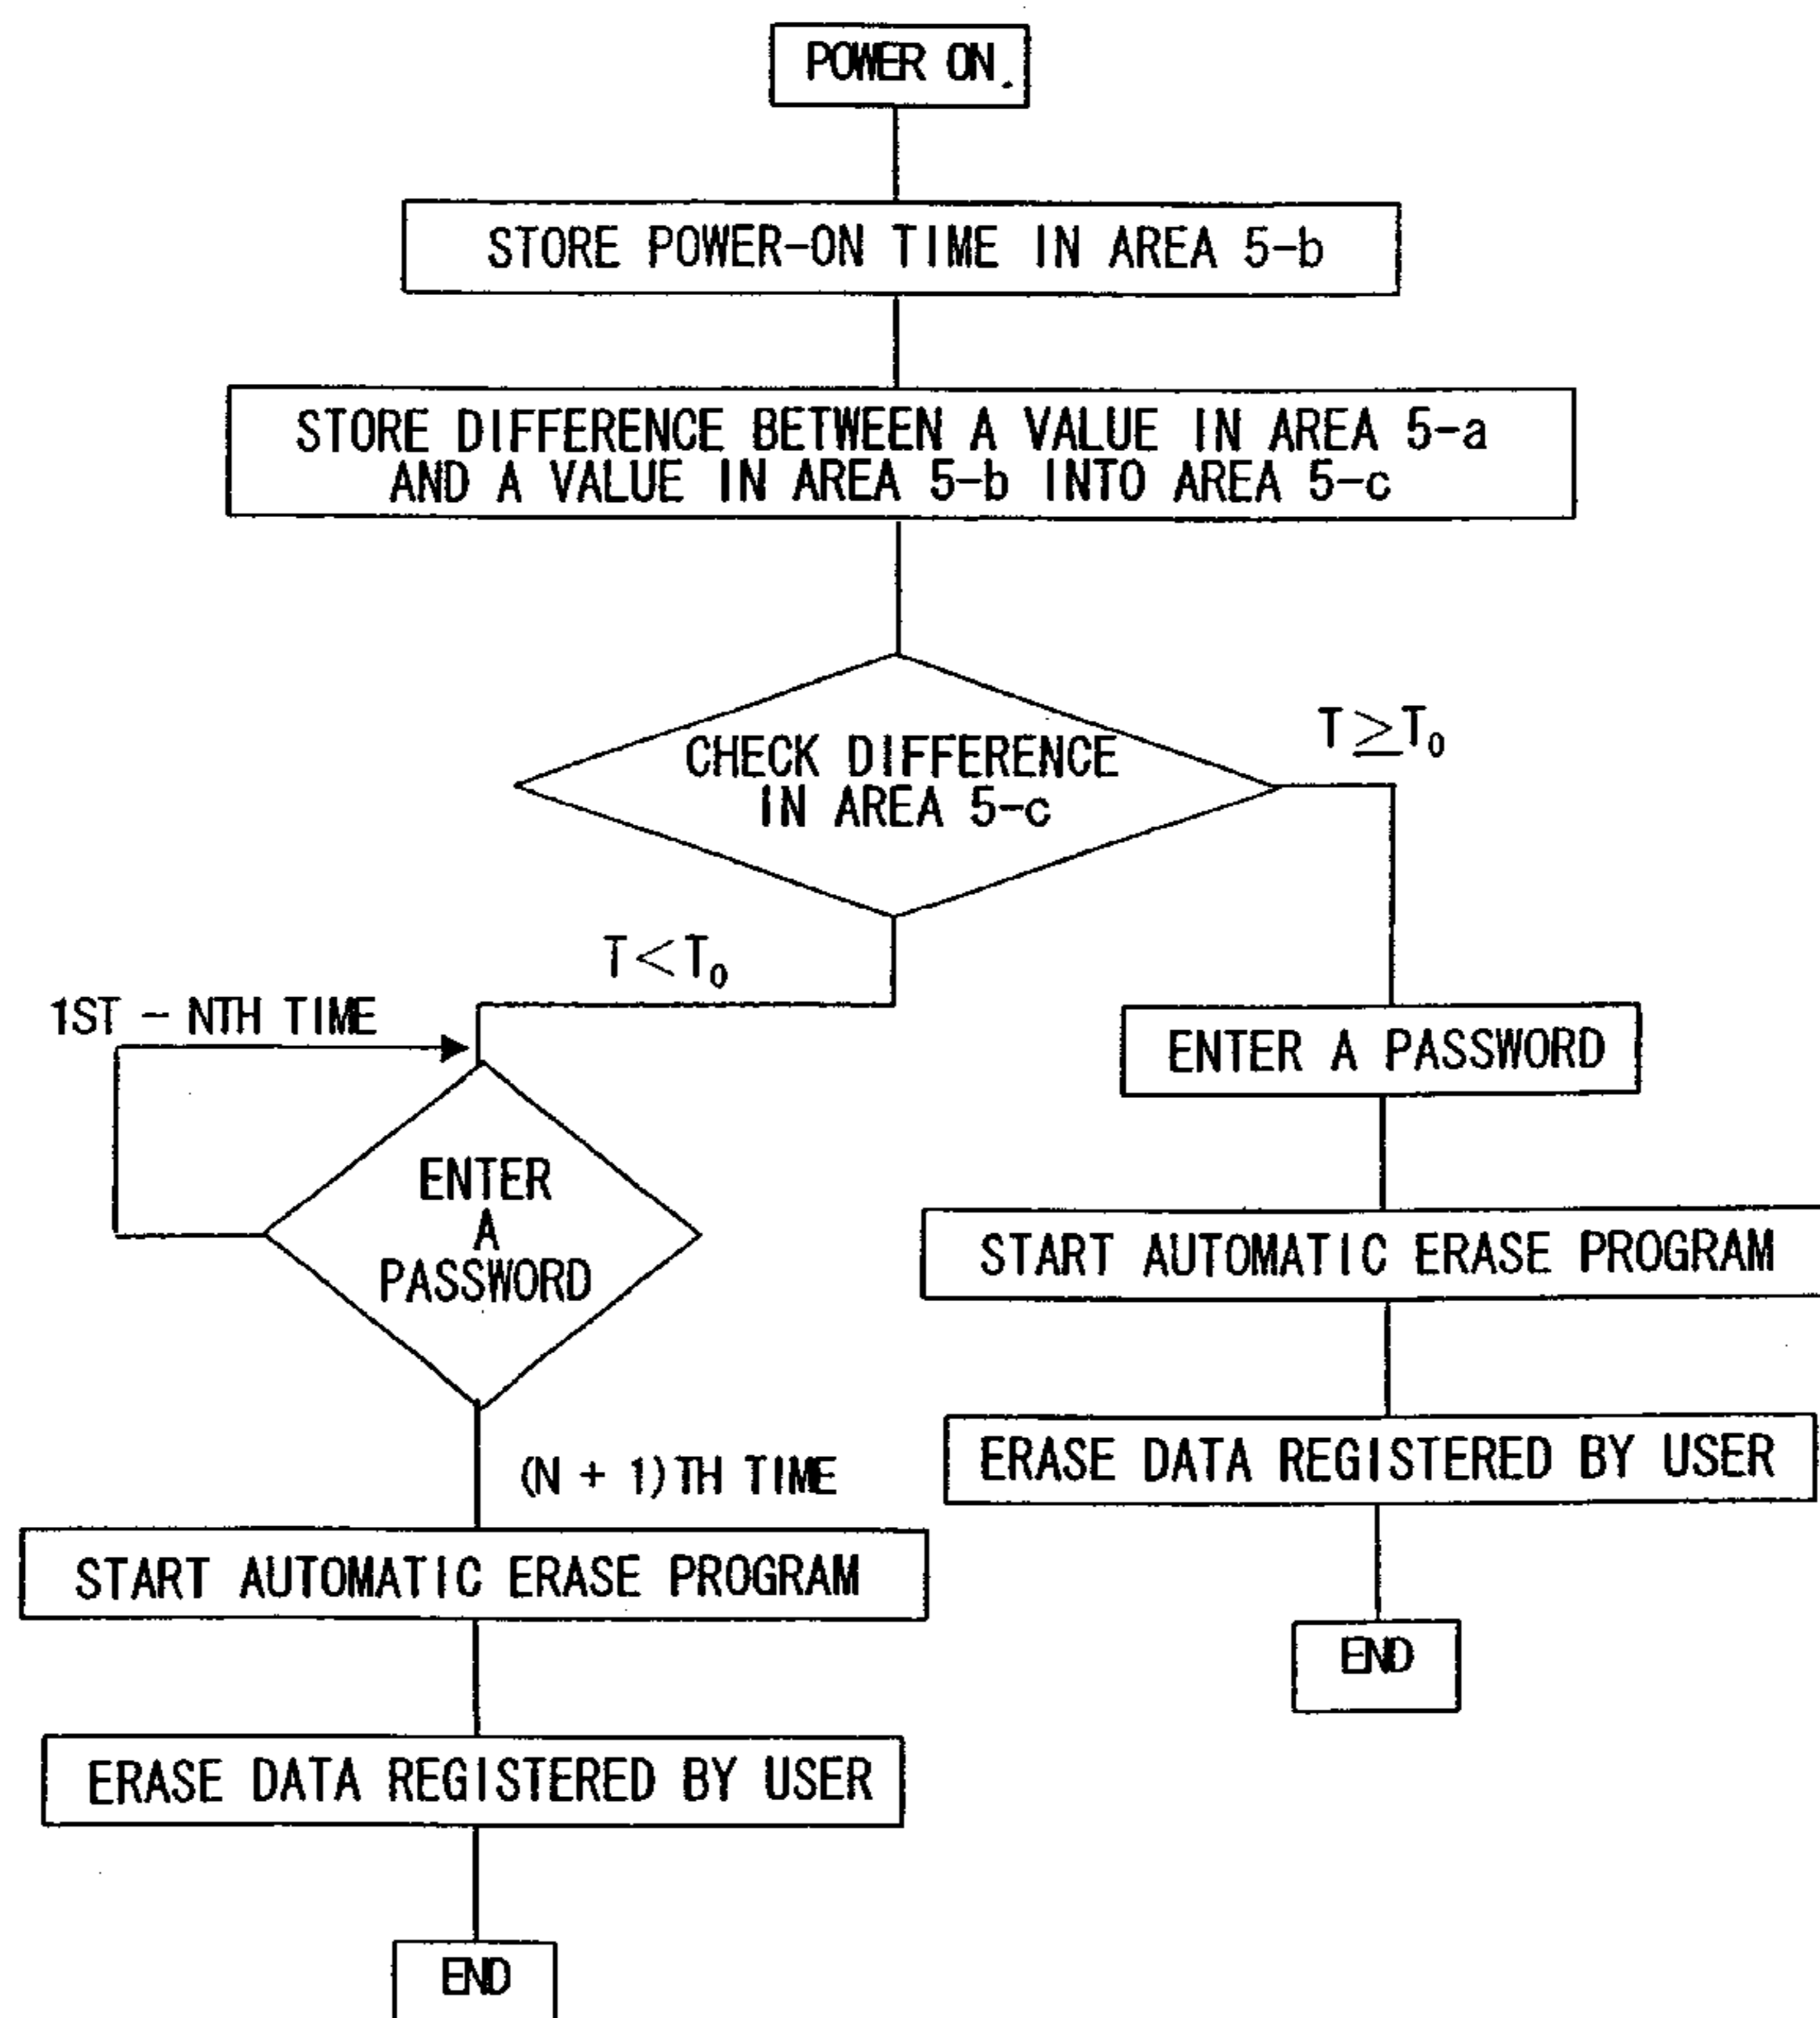 POWER ON
STORE POWER-ON TIME IN AREA 5-b
STORE DIFFERENCE BETWEEN A VALUE IN AREA 5-a
AND A VALUE IN AREA 5-b INTO AREA 5-c
CHECK DIFFERENCE
IN AREA 5-c
T ≥ T₀
T < T₀
1ST - NTH TIME
ENTER
A
PASSWORD
(N + 1)TH TIME
START AUTOMATIC ERASE PROGRAM
ERASE DATA REGISTERED BY USER
END
ENTER A PASSWORD
START AUTOMATIC ERASE PROGRAM
ERASE DATA REGISTERED BY USER
END